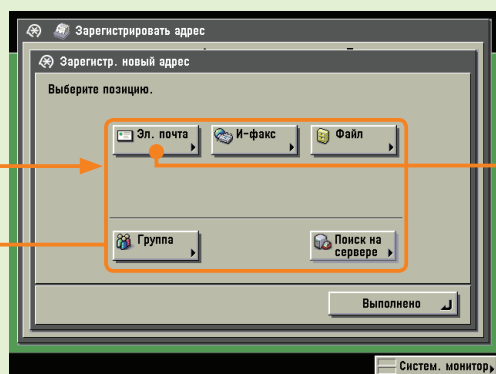 Зарегистрировать адрес
Зарегистр. новый адрес
Выберите позицию.
Эл. почта
И-факс
Файл
Группа
Поиск на
сервере
Выполнено
Систем. монитор